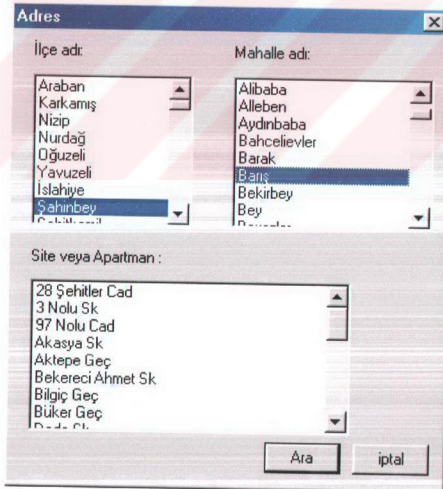 Adres
İlçe adı:
Araban
Karkamış
Nizip
Nurdağ
Oğuzeli
Yavuzeli
İslahiye
Şahinbey
Mahalle adı:
Alibaba
Alleben
Aydınbaba
Bahcelievler
Barak
Barış
Bekirbey
Bey
Site veya Apartman :
28 Şehitler Cad
3 Nolu Sk
97 Nolu Cad
Akasya Sk
Aktepe Geç
Bekereci Ahmet Sk
Bilgiç Geç
Büker Geç
Ara
iptal